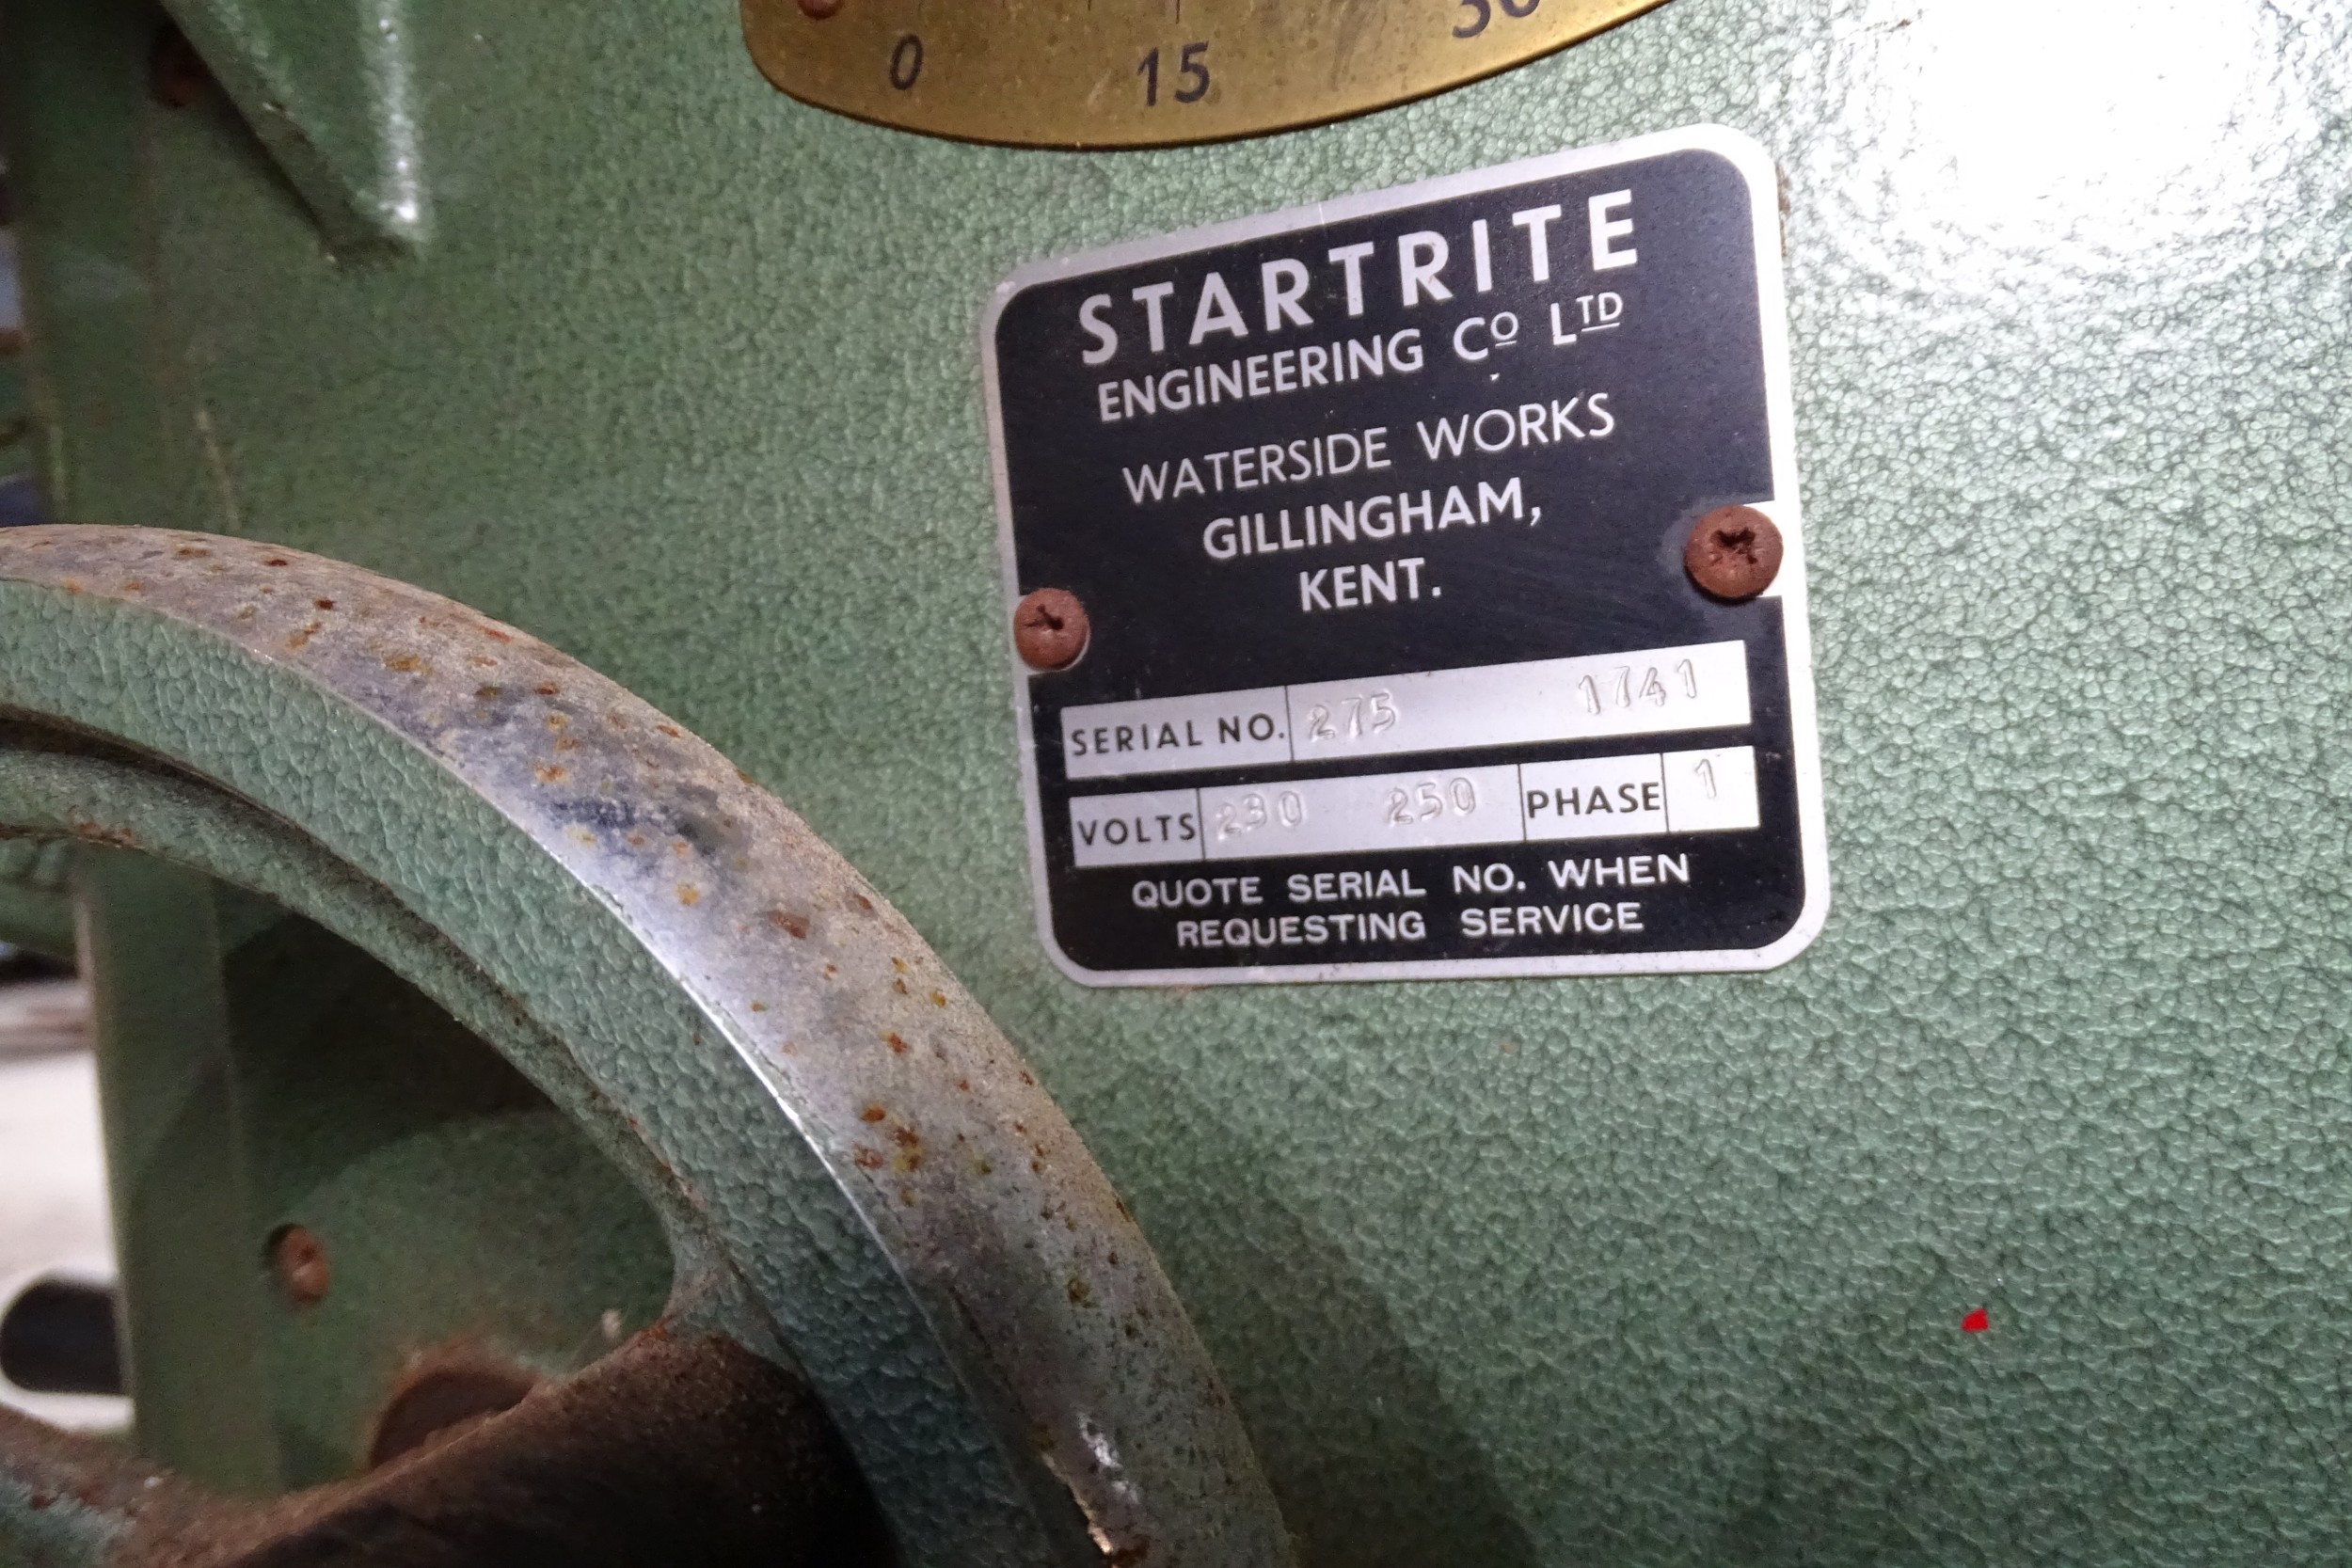 0 15 30
STARTRITE
ENGINEERING Co LTD
WATERSIDE WORKS
GILLINGHAM,
KENT.
SERIAL NO. 275 1741
VOLTS 230 250 PHASE 1
QUOTE SERIAL NO. WHEN
REQUESTING SERVICE